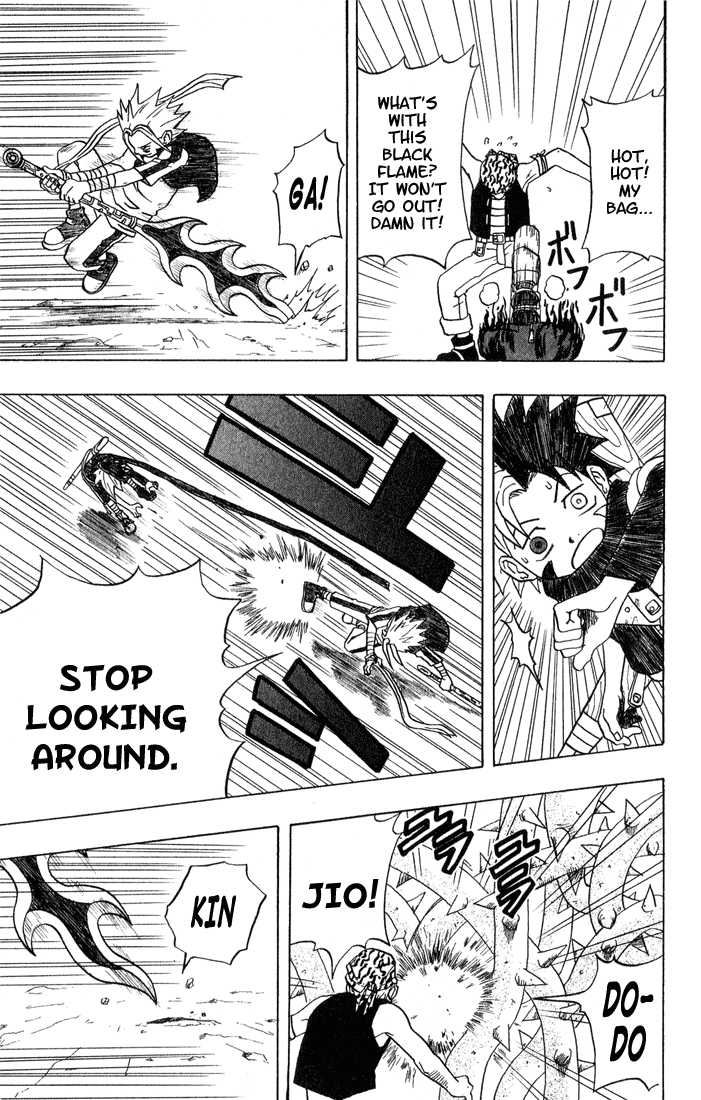 HOT,
HOT!
MY
BAG...
WHAT'S
WITH
THIS
BLACK
FLAME?
IT WON'T
GO OUT!
DAMN IT!
ボフ
ボフ
GA!
STOP
LOOKING
AROUND.
JIO!
DO-
DO
KIN